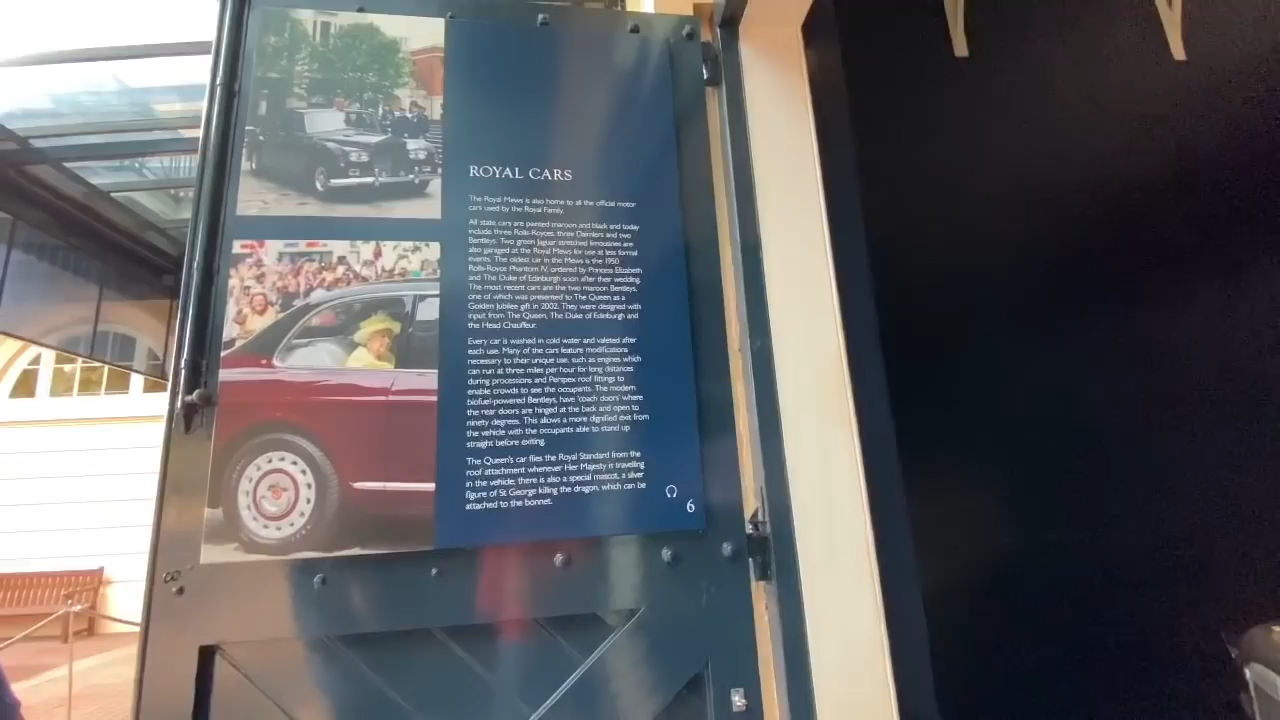 ROYAL CARS
The Royal Mews is also home to all the official motor
cars used by the Royal Family.
All state cars are painted maroon and black and today
include three Rolls-Royces, three Daimlers and two
Bentleys. Two green Jaguar stretched limousines are
also garaged at the Royal Mews for use at less formal
events. The oldest car in the Mews is the 1950
Rolls-Royce Phantom IV, ordered by Princess Elizabeth
and The Duke of Edinburgh soon after their wedding.
The most recent cars are the two maroon Bentleys,
one of which was presented to The Queen as a
Golden Jubilee gift in 2002. They were designed with
input from The Queen, The Duke of Edinburgh and
the Head Chauffeur.
Every car is washed in cold water and valeted after
each use. Many of the cars feature modifications
necessary to their unique use, such as engines which
can run at three miles per hour for long distances
during processions and Perspex roof fittings to
enable crowds to see the occupants. The modern
biofuel-powered Bentleys, have 'coach doors' where
the rear doors are hinged at the back and open to
ninety degrees. This allows a more dignified exit from
the vehicle with the occupants able to stand up
straight before exiting.
The Queen's car flies the Royal Standard from the
roof attachment whenever Her Majesty is travelling
in the vehicle; there is also a special mascot, a silver
figure of St George killing the dragon, which can be
attached to the bonnet.
6